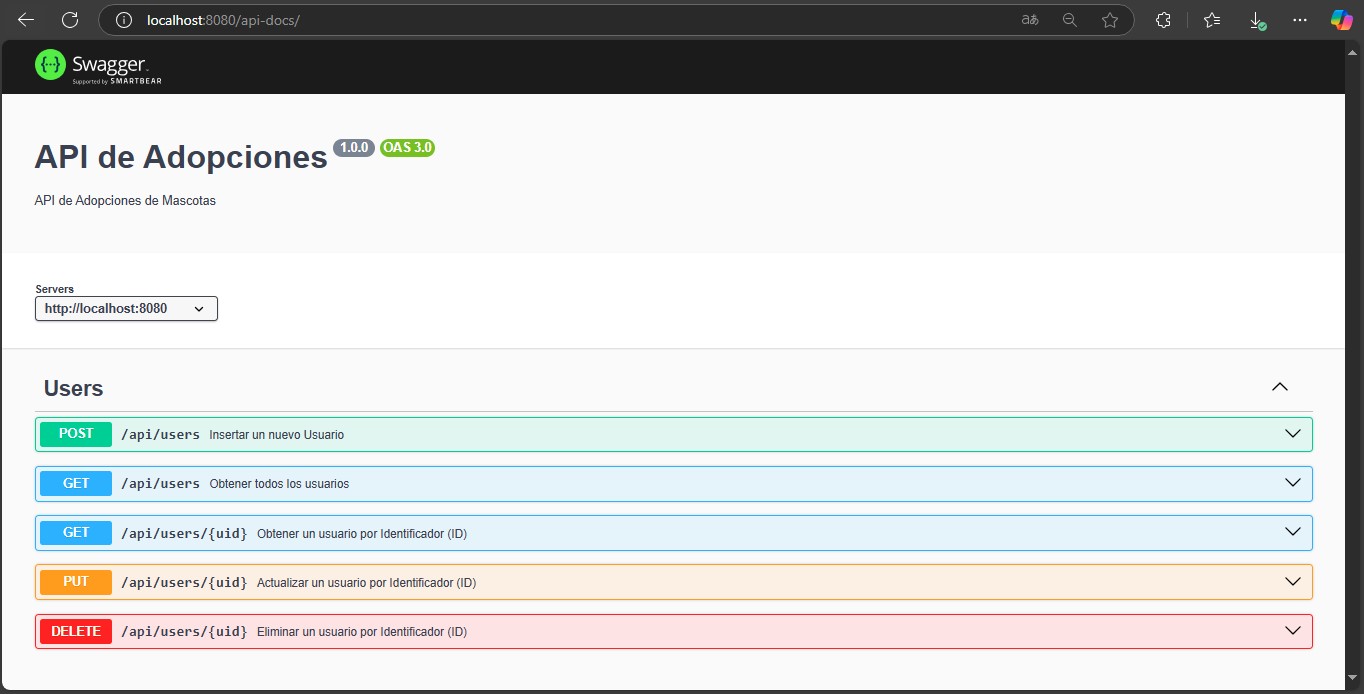 localhost:8080/api-docs/
aあ
{···} Swagger
Supported by SMARTBEAR
API de Adopciones 1.0.0 OAS 3.0
API de Adopciones de Mascotas
Servers
http://localhost:8080
Users
POST /api/users Insertar un nuevo Usuario
GET /api/users Obtener todos los usuarios
GET /api/users/{uid} Obtener un usuario por Identificador (ID)
PUT /api/users/{uid} Actualizar un usuario por Identificador (ID)
DELETE /api/users/{uid} Eliminar un usuario por Identificador (ID)